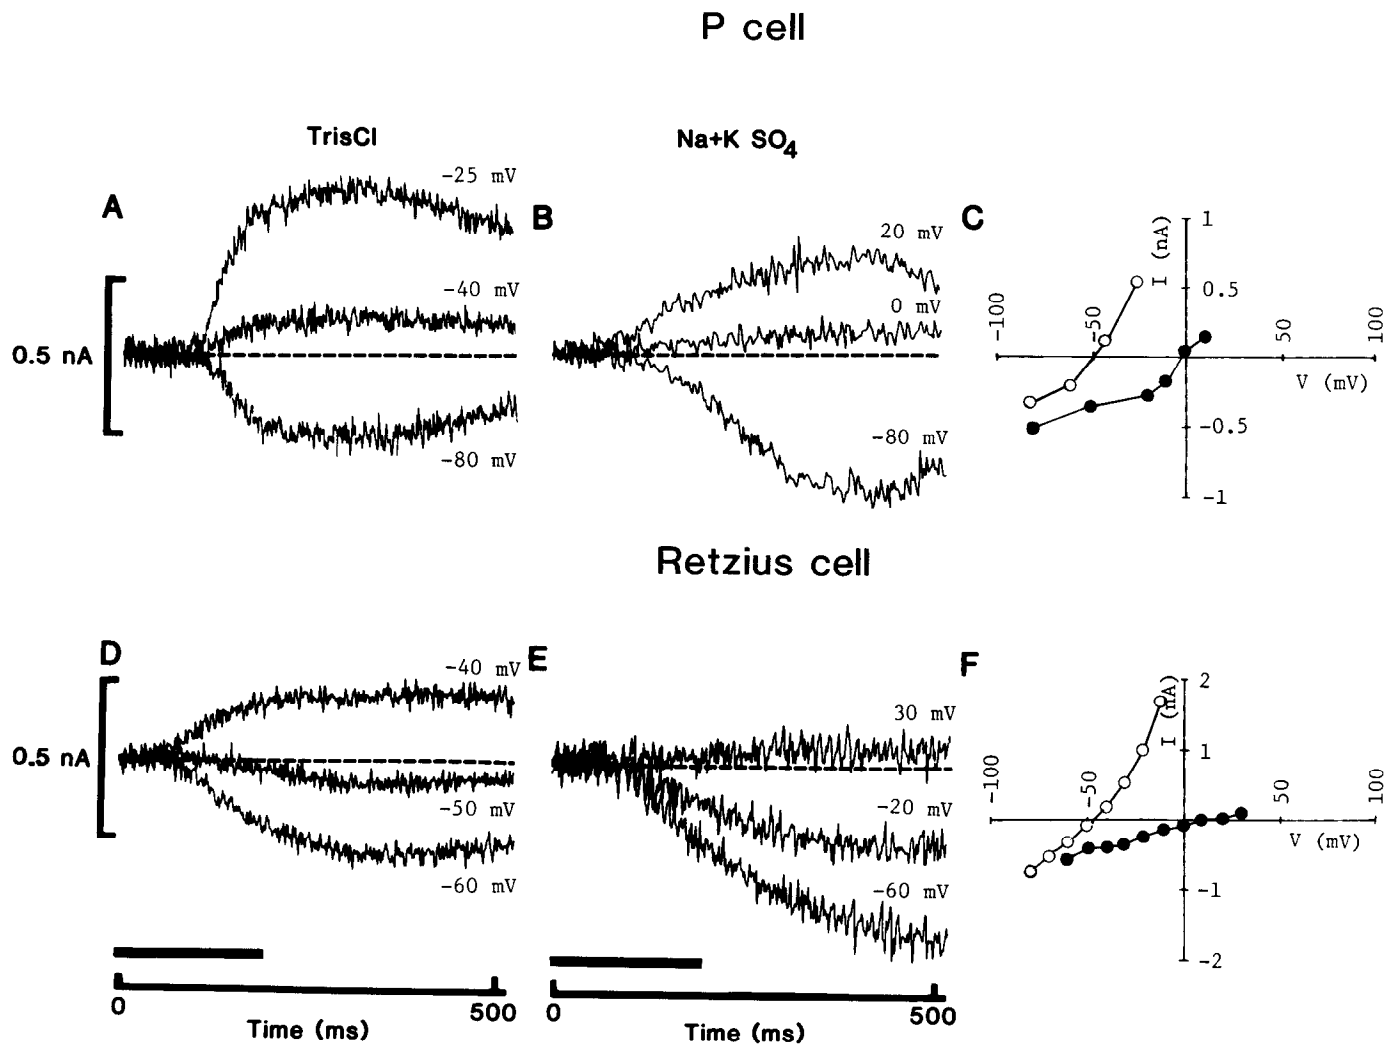 P cell
TrisCl
Na+K SO4
A
-25 mV
-40 mV
-80 mV
0.5 nA
B
20 mV
0 mV
-80 mV
C
1
0.5
-0.5
-1
I (nA)
-100
-50
50
100
V (mV)
Retzius cell
D
-40 mV
-50 mV
-60 mV
0.5 nA
E
30 mV
-20 mV
-60 mV
F
2
1
-1
-2
I (nA)
-100
-50
50
100
V (mV)
0
500
Time (ms)
0
500
Time (ms)